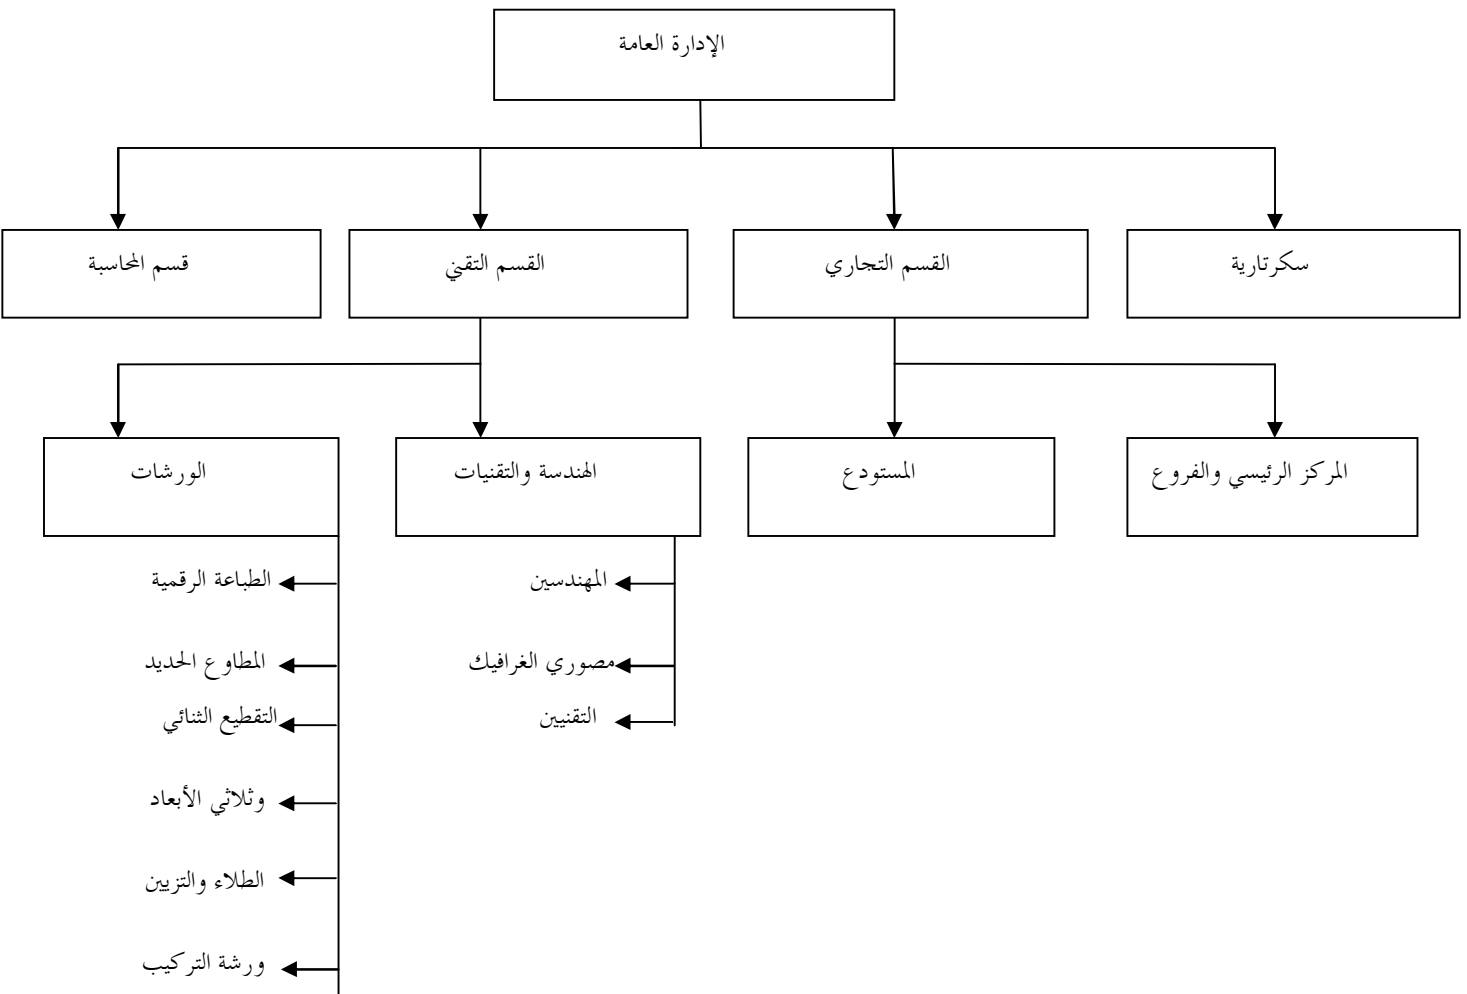 الإدارة العامة
سكرتارية
القسم التجاري
القسم التقني
قسم المحاسبة
المركز الرئيسي والفروع
المستودع
الهندسة والتقنيات
الورشات
المهندسين
مصوري الغرافيك
التقنيين
الطباعة الرقمية
المطاوع الحديد
التقطيع الثنائي
وثلاثي الأبعاد
الطلاء والتزيين
ورشة التركيب